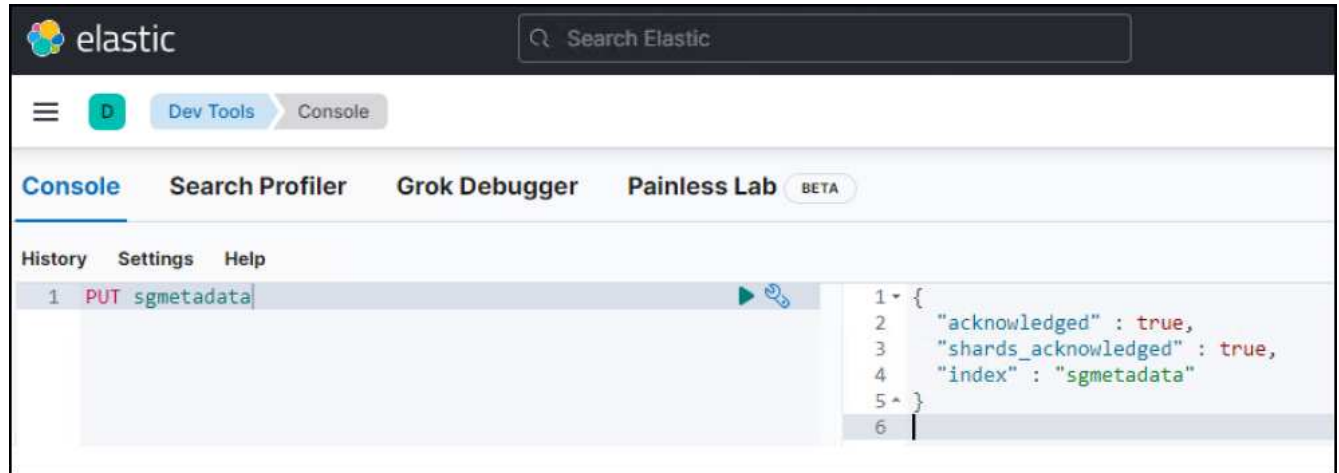 elastic
Search Elastic
D
Dev Tools
Console
Console
Search Profiler
Grok Debugger
Painless Lab
BETA
History
Settings
Help
1 PUT sgmetadata
1 {
2 "acknowledged" : true,
3 "shards_acknowledged" : true,
4 "index" : "sgmetadata"
5 }
6